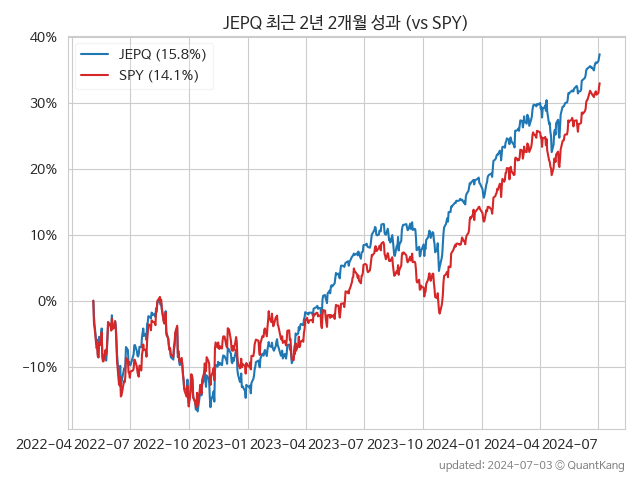 JEPQ 최근 2년 2개월 성과 (vs SPY)
40%
JEPQ (15.8%)
SPY (14.1%)
30%
20%
10%
0%
−10%
2022-04 2022-07 2022-10 2023-01 2023-04 2023-07 2023-10 2024-01 2024-04 2024-07
updated: 2024-07-03 © QuantKang